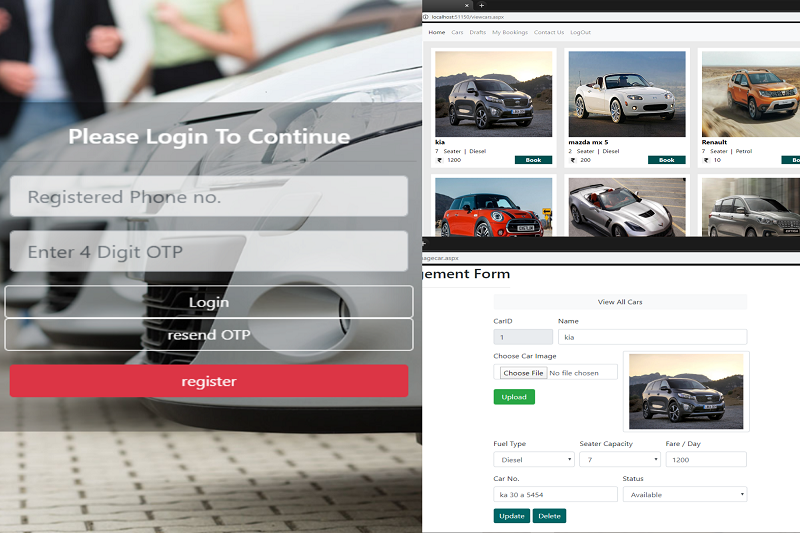 Please Login To Continue
Registered Phone no.
Enter 4 Digit OTP
Login
resend OTP
register
localhost:51150/viewcars.aspx
Home Cars Drafts My Bookings Contact Us LogOut
kia
7 Seater | Diesel
₹ 1200 Book
mazda mx 5
2 Seater | Diesel
₹ 200 Book
Renault
7 Seater | Petrol
₹ 10 Bo
agecar.aspx
gement Form
View All Cars
CarID Name
1 kia
Choose Car Image
Choose File No file chosen
Upload
Fuel Type Seater Capacity Fare / Day
Diesel 7 1200
Car No. Status
ka 30 a 5454 Available
Update Delete